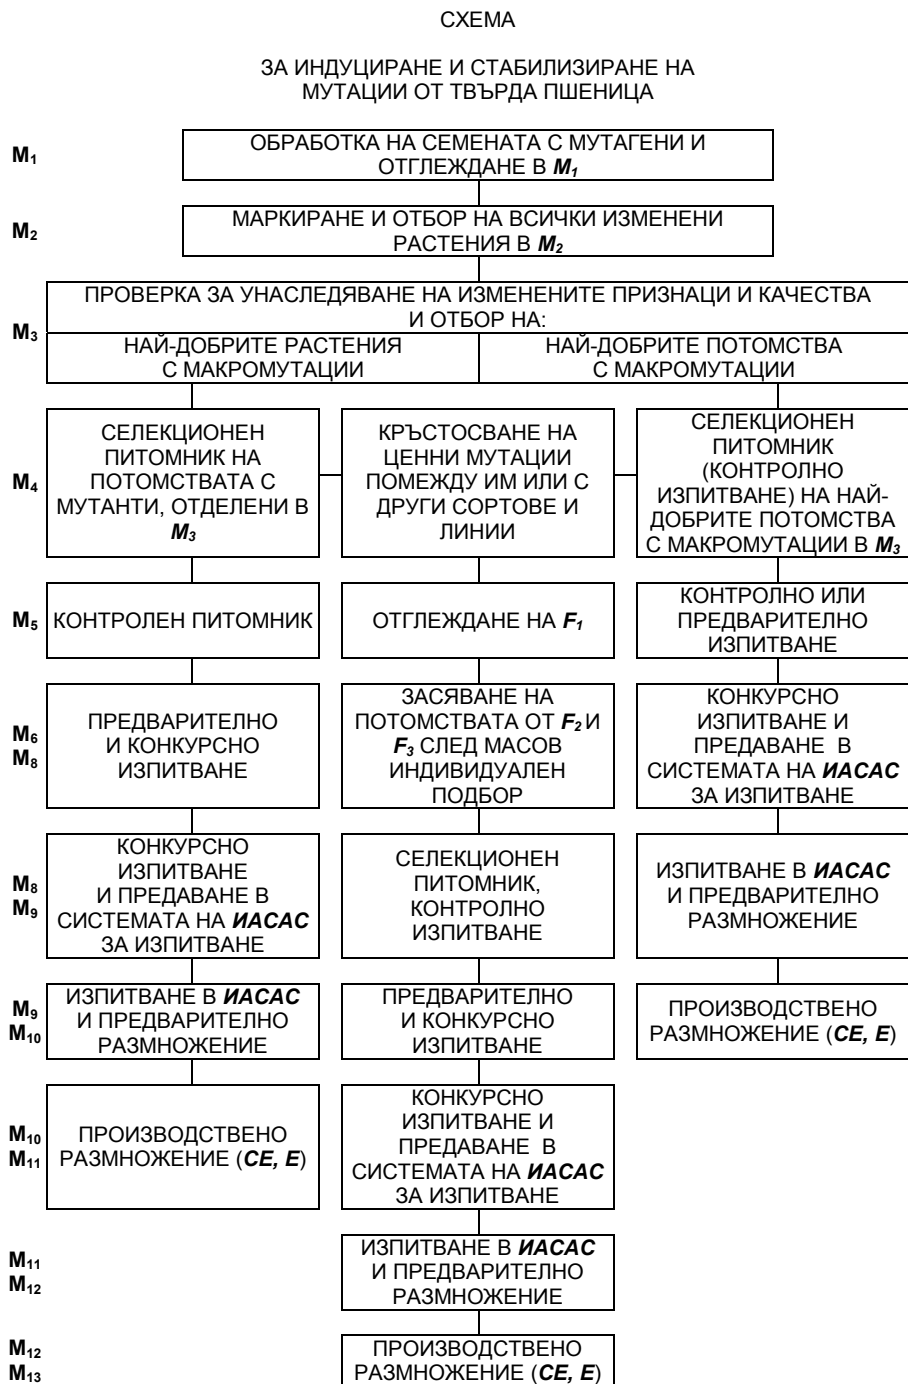 СХЕМА
ЗА ИНДУЦИРАНЕ И СТАБИЛИЗИРАНЕ НА
МУТАЦИИ ОТ ТВЪРДА ПШЕНИЦА
M₁
ОБРАБОТКА НА СЕМЕНАТА С МУТАГЕНИ И
ОТГЛЕЖДАНЕ В M₁
M₂
МАРКИРАНЕ И ОТБОР НА ВСИЧКИ ИЗМЕНЕНИ
РАСТЕНИЯ В M₂
M₃
ПРОВЕРКА ЗА УНАСЛЕДЯВАНЕ НА ИЗМЕНЕНИТЕ ПРИЗНАЦИ И КАЧЕСТВА
И ОТБОР НА:
НАЙ-ДОБРИТЕ РАСТЕНИЯ
С МАКРОМУТАЦИИ
НАЙ-ДОБРИТЕ ПОТОМСТВА
С МАКРОМУТАЦИИ
M₄
СЕЛЕКЦИОНЕН
ПИТОМНИК НА
ПОТОМСТВАТА С
МУТАНТИ, ОТДЕЛЕНИ В
M₃
КРЪСТОСВАНЕ НА
ЦЕННИ МУТАЦИИ
ПОМЕЖДУ ИМ ИЛИ С
ДРУГИ СОРТОВЕ И
ЛИНИИ
СЕЛЕКЦИОНЕН
ПИТОМНИК
(КОНТРОЛНО
ИЗПИТВАНЕ) НА НАЙ-
ДОБРИТЕ ПОТОМСТВА
С МАКРОМУТАЦИИ В M₃
M₅
КОНТРОЛЕН ПИТОМНИК
ОТГЛЕЖДАНЕ НА F₁
КОНТРОЛНО ИЛИ
ПРЕДВАРИТЕЛНО
ИЗПИТВАНЕ
M₆
M₈
ПРЕДВАРИТЕЛНО
И КОНКУРСНО
ИЗПИТВАНЕ
ЗАСЯВАНЕ НА
ПОТОМСТВАТА ОТ F₂ И
F₃ СЛЕД МАСОВ
ИНДИВИДУАЛЕН
ПОДБОР
КОНКУРСНО
ИЗПИТВАНЕ И
ПРЕДАВАНЕ В
СИСТЕМАТА НА ИАСАС
ЗА ИЗПИТВАНЕ
M₈
M₉
КОНКУРСНО
ИЗПИТВАНЕ
И ПРЕДАВАНЕ В
СИСТЕМАТА НА ИАСАС
ЗА ИЗПИТВАНЕ
СЕЛЕКЦИОНЕН
ПИТОМНИК,
КОНТРОЛНО
ИЗПИТВАНЕ
ИЗПИТВАНЕ В ИАСАС
И ПРЕДВАРИТЕЛНО
РАЗМНОЖЕНИЕ
M₉
M₁₀
ИЗПИТВАНЕ В ИАСАС
И ПРЕДВАРИТЕЛНО
РАЗМНОЖЕНИЕ
ПРЕДВАРИТЕЛНО
И КОНКУРСНО
ИЗПИТВАНЕ
ПРОИЗВОДСТВЕНО
РАЗМНОЖЕНИЕ (СЕ, Е)
M₁₀
M₁₁
ПРОИЗВОДСТВЕНО
РАЗМНОЖЕНИЕ (СЕ, Е)
КОНКУРСНО
ИЗПИТВАНЕ И
ПРЕДАВАНЕ В
СИСТЕМАТА НА ИАСАС
ЗА ИЗПИТВАНЕ
M₁₁
M₁₂
ИЗПИТВАНЕ В ИАСАС
И ПРЕДВАРИТЕЛНО
РАЗМНОЖЕНИЕ
M₁₂
M₁₃
ПРОИЗВОДСТВЕНО
РАЗМНОЖЕНИЕ (СЕ, Е)